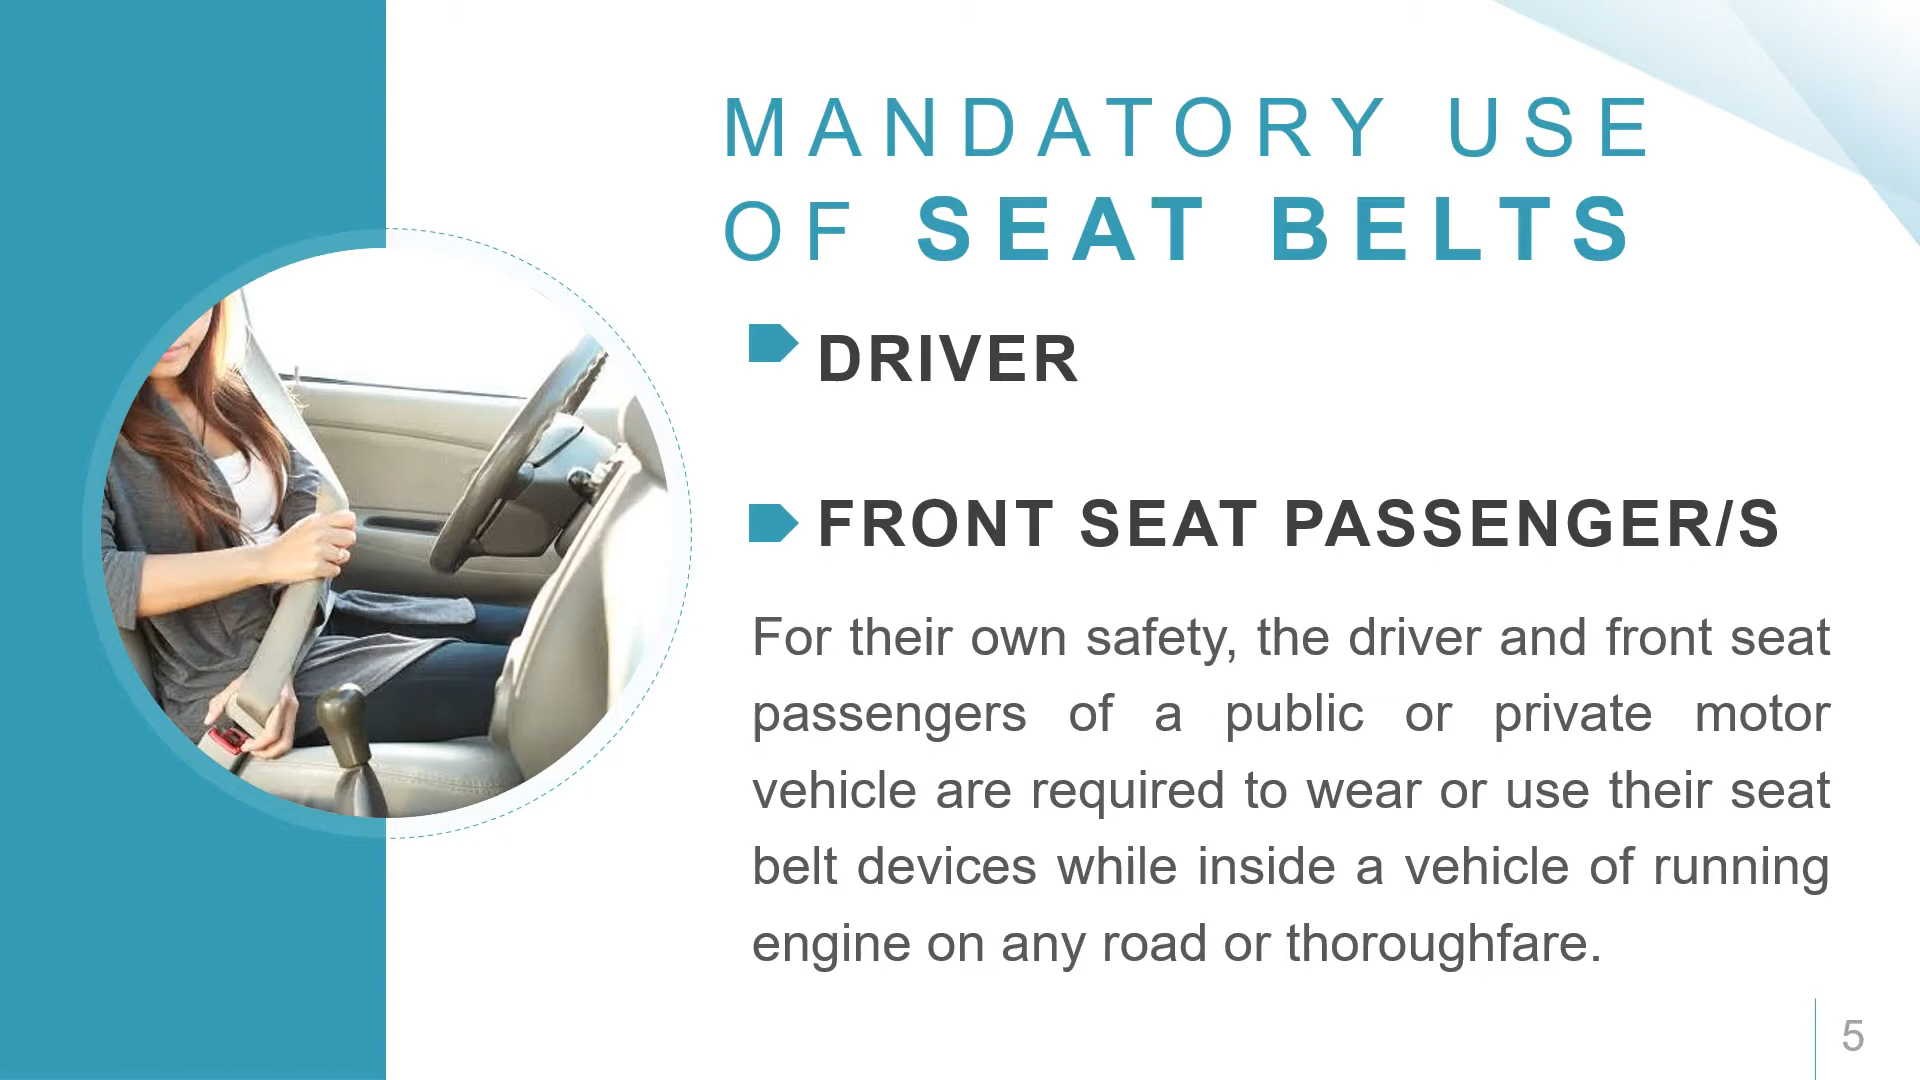 MANDATORY USE
OF SEAT BELTS
DRIVER
FRONT SEAT PASSENGER/S
For their own safety, the driver and front seat
passengers of a public or private motor
vehicle are required to wear or use their seat
belt devices while inside a vehicle of running
engine on any road or thoroughfare.
5